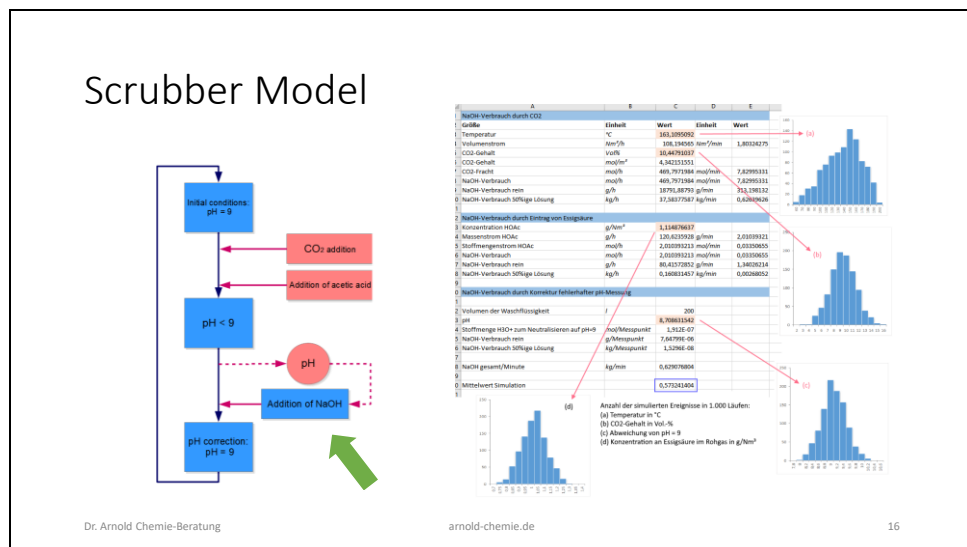 Scrubber Model
Initial conditions:
pH = 9
CO₂ addition
Addition of acetic acid
pH < 9
pH
Addition of NaOH
pH correction:
pH = 9
A B C D E
NaOH-Verbrauch durch CO2
Größe Einheit Wert Einheit Wert
Temperatur °C 163,1095092
Volumenstrom Nm³/h 108,194565 Nm³/min 1,80324275
CO2-Gehalt Vol% 10,44791037
CO2-Gehalt mol/m³ 4,342151551
CO2-Fracht mol/h 469,7971984 mol/min 7,82995331
NaOH-Verbrauch mol/h 469,7971984 mol/min 7,82995331
NaOH-Verbrauch rein g/h 18791,88793 g/min 313,198132
NaOH-Verbrauch 50%ige Lösung kg/h 37,58377587 kg/min 0,62639626
NaOH-Verbrauch durch Eintrag von Essigsäure
Konzentration HOAc g/Nm³ 1,114876637
Massenstrom HOAc g/h 120,6235928 g/min 2,01039321
Stoffmengenstrom HOAc mol/h 2,010393213 mol/min 0,03350655
NaOH-Verbrauch mol/h 2,010393213 mol/min 0,03350655
NaOH-Verbrauch rein g/h 80,41572852 g/min 1,34026214
NaOH-Verbrauch 50%ige Lösung kg/h 0,160831457 kg/min 0,00268052
NaOH-Verbrauch durch Korrektur fehlerhafter pH-Messung
Volumen der Waschflüssigkeit l 200
pH 8,708631542
Stoffmenge H3O+ zum Neutralisieren auf pH=9 mol/Messpunkt 1,912E-07
NaOH-Verbrauch rein g/Messpunkt 7,64799E-06
NaOH-Verbrauch 50%ige Lösung kg/Messpunkt 1,5296E-08
NaOH gesamt/Minute kg/min 0,629076804
Mittelwert Simulation 0,573241404
(a)
(b)
(c)
(d)
Anzahl der simulierten Ereignisse in 1.000 Läufen:
(a) Temperatur in °C
(b) CO2-Gehalt in Vol.-%
(c) Abweichung von pH = 9
(d) Konzentration an Essigsäure im Rohgas in g/Nm³
Dr. Arnold Chemie-Beratung
arnold-chemie.de
16